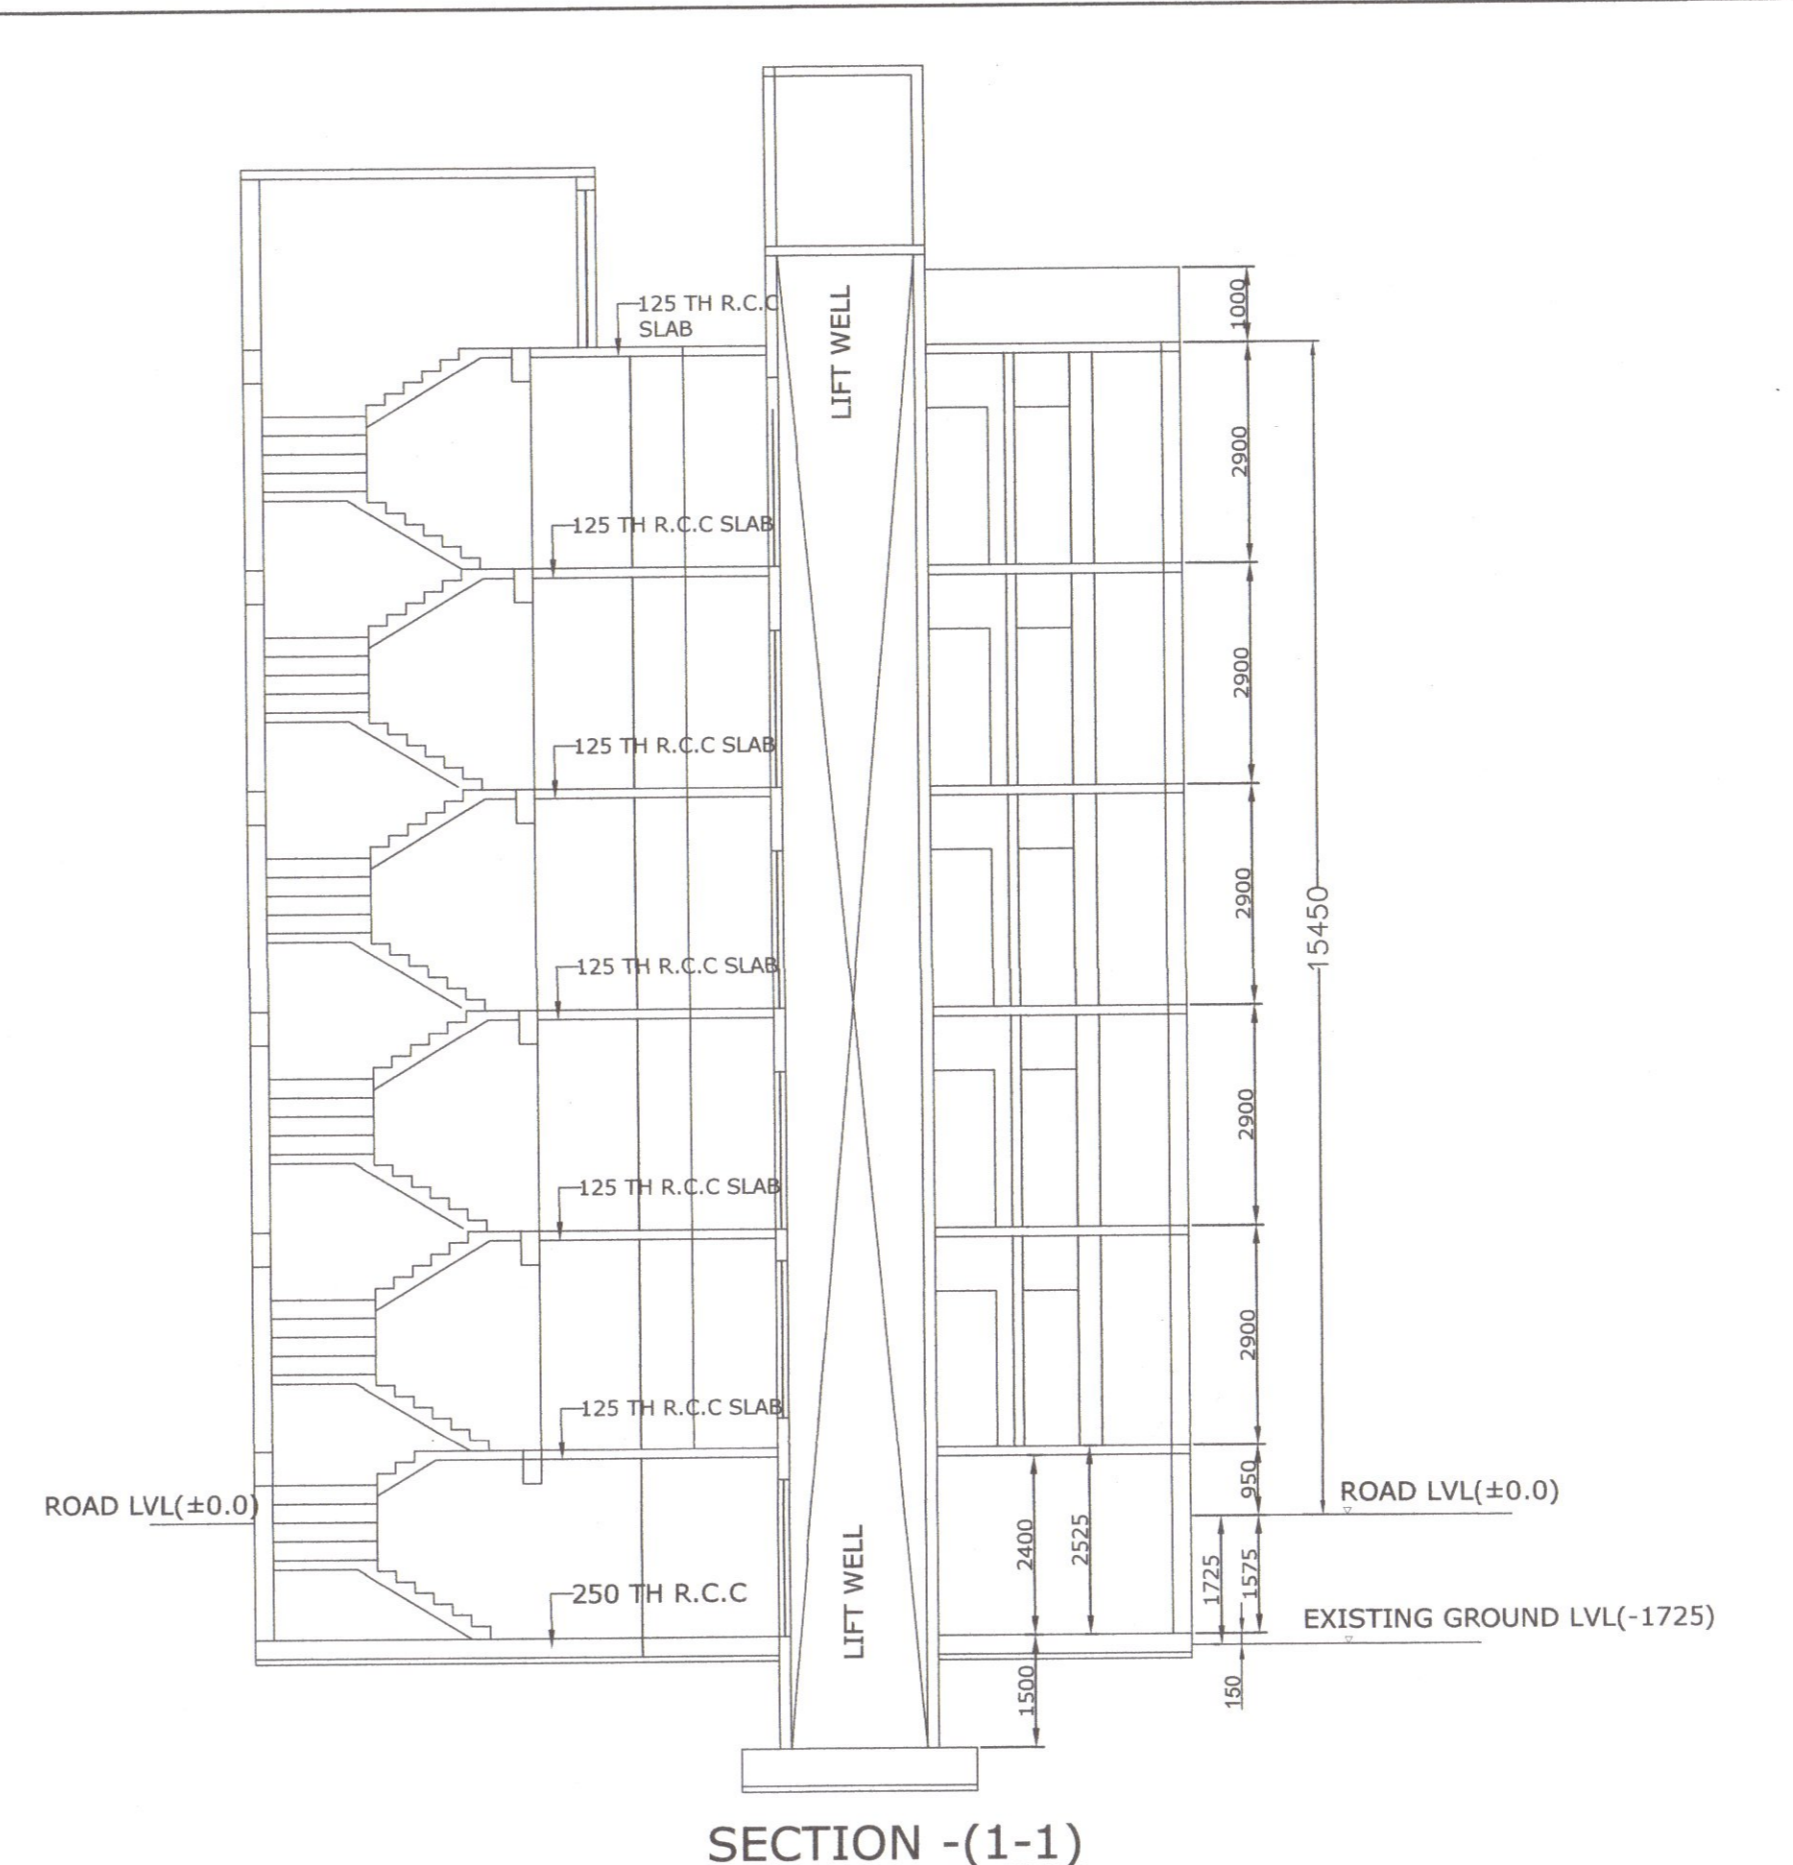 LIFT WELL
125 TH R.C.C
SLAB
1000
2900
125 TH R.C.C SLAB
2900
125 TH R.C.C SLAB
2900
15450
125 TH R.C.C SLAB
2900
125 TH R.C.C SLAB
2900
125 TH R.C.C SLAB
950
ROAD LVL(±0.0)
ROAD LVL(±0.0)
2400
2525
1725
1575
LIFT WELL
250 TH R.C.C
EXISTING GROUND LVL(-1725)
1500
150
SECTION -(1-1)